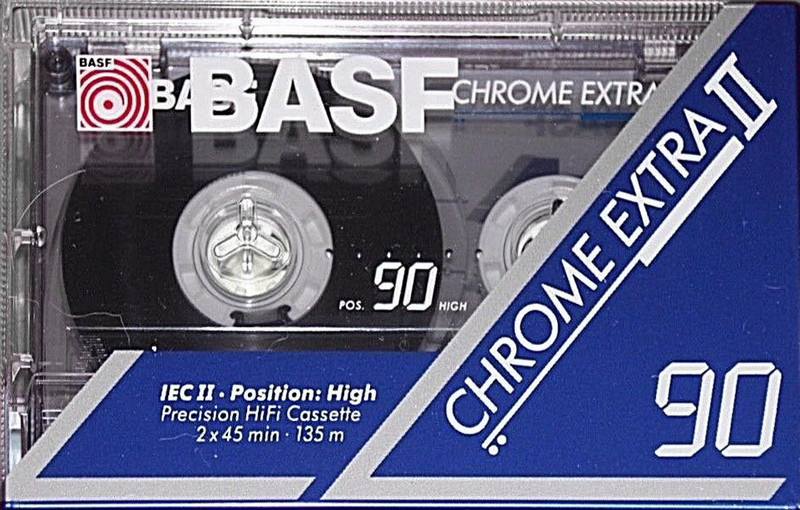 BASF
BASF
BASF
CHROME EXTRA
CHROME EXTRA II
POS. 90 HIGH
IEC II · Position: High
Precision HiFi Cassette
2 x 45 min · 135 m
90